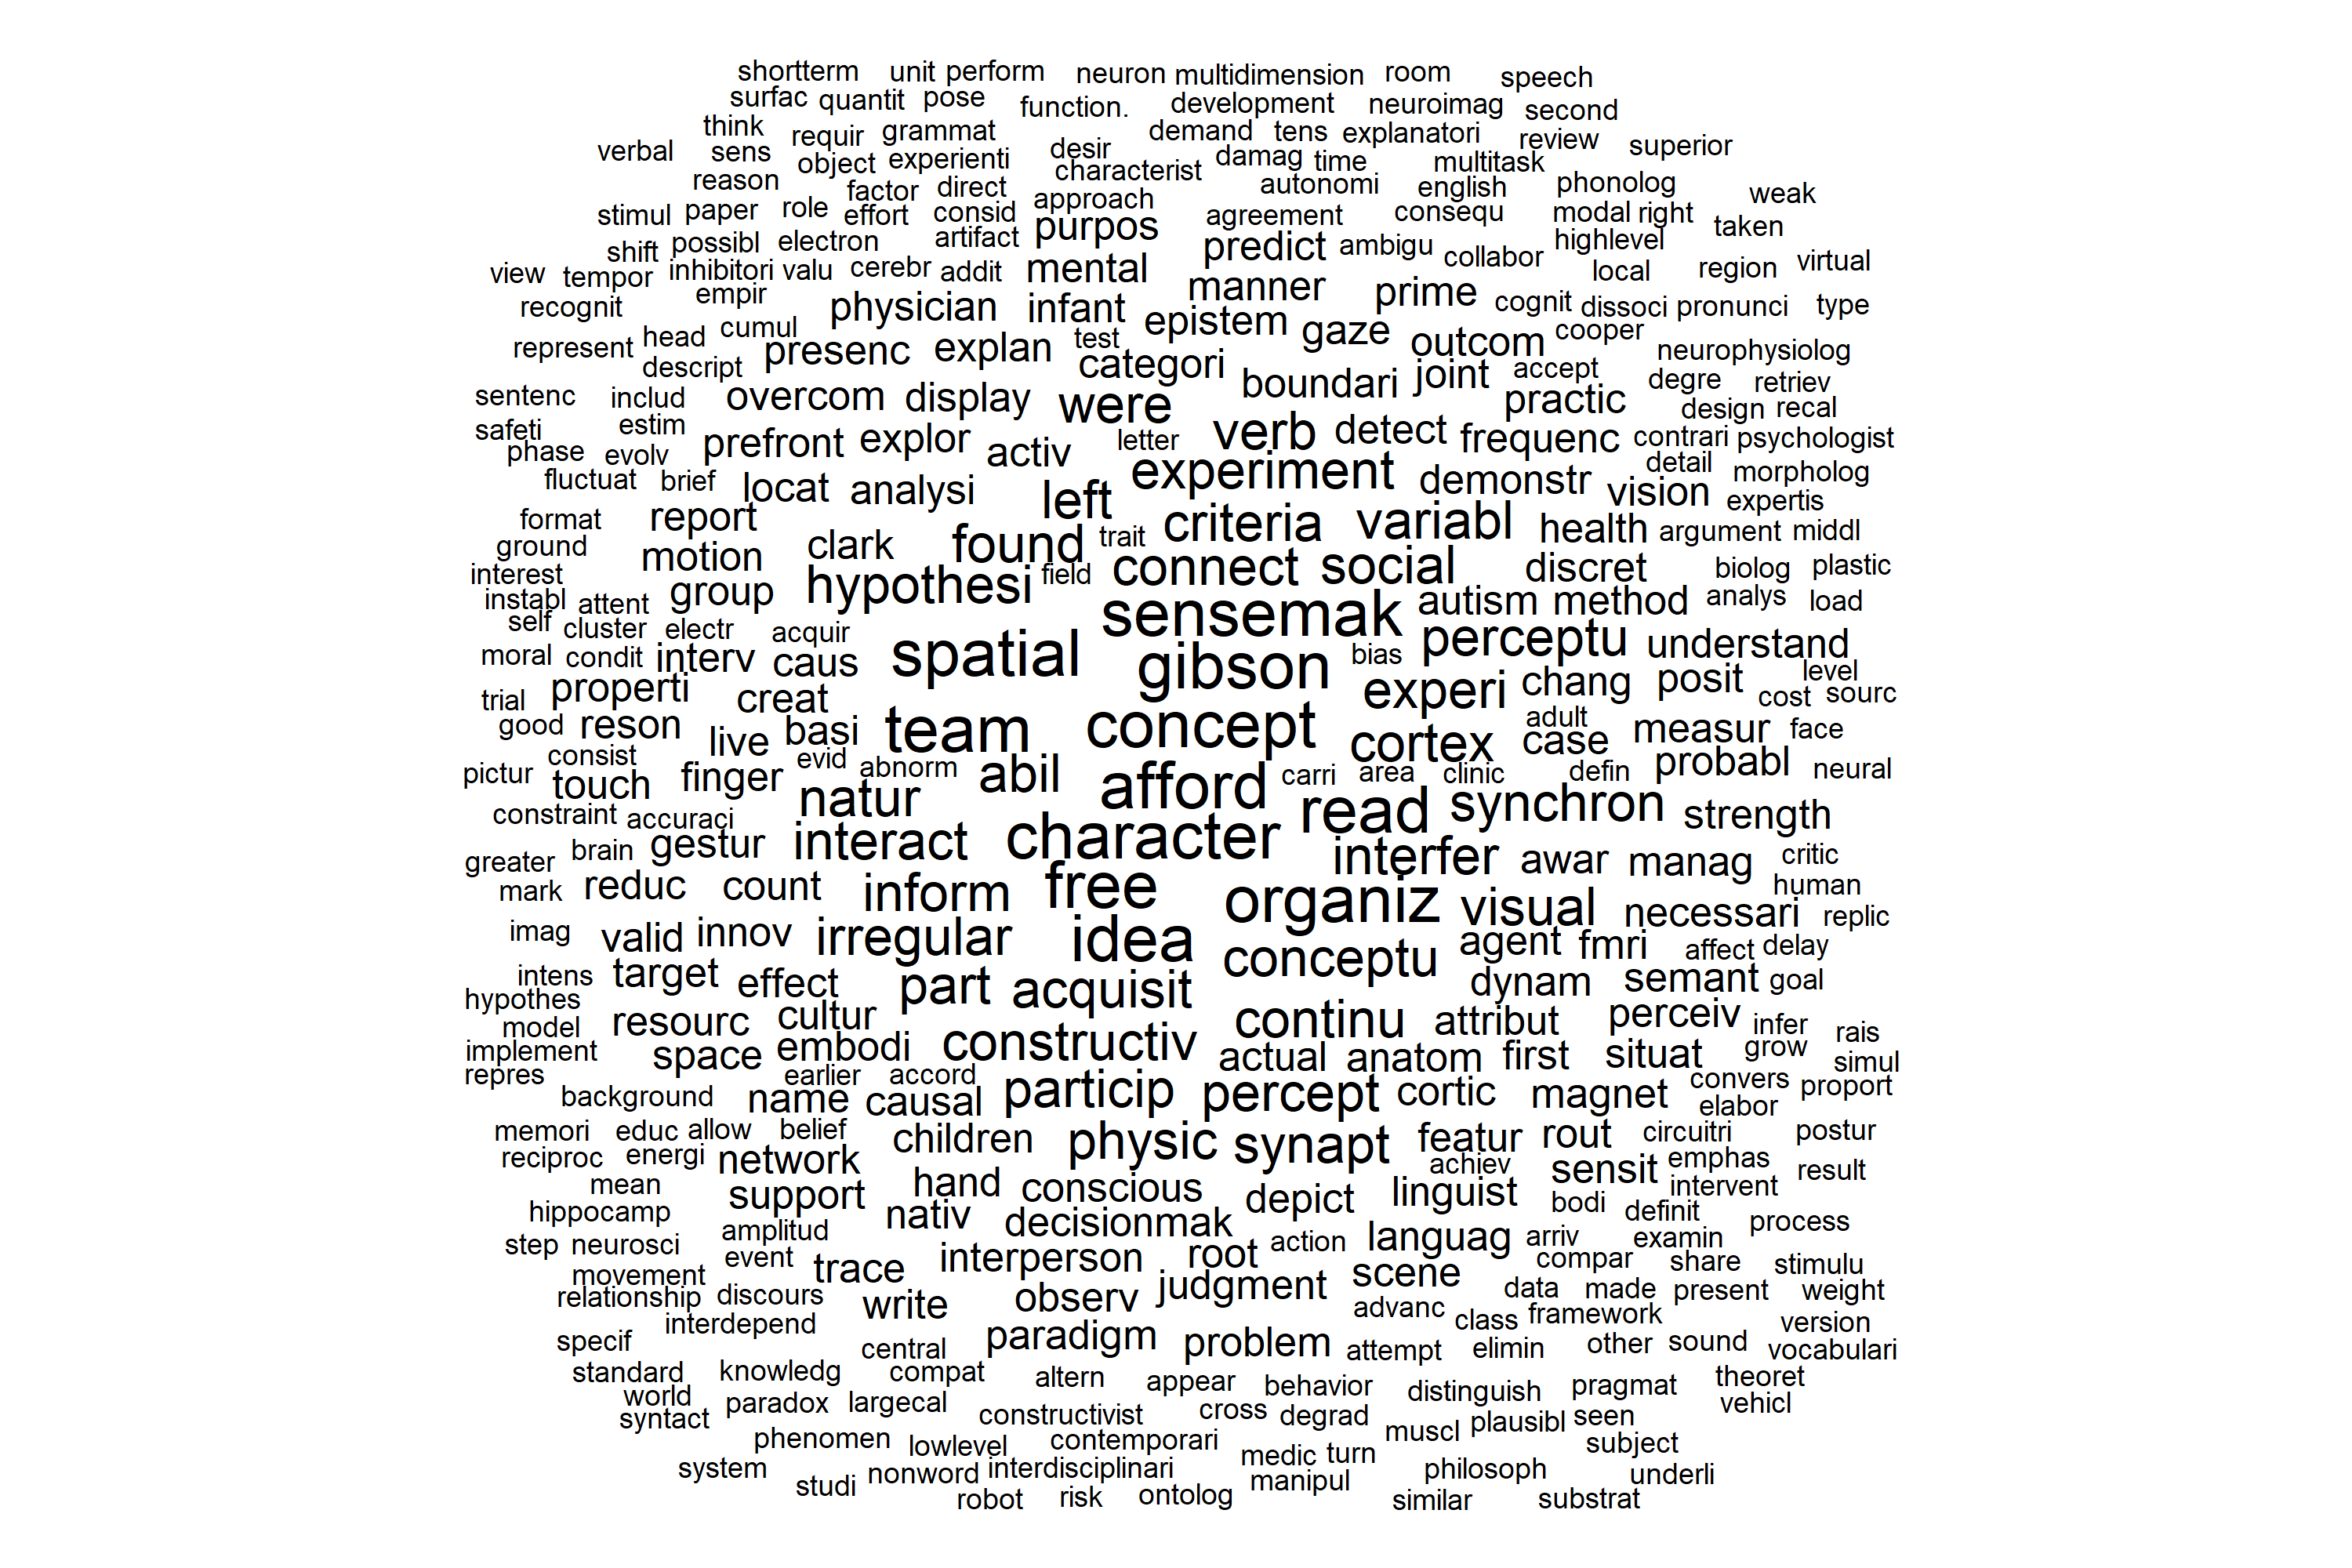 shortterm unit perform neuron multidimension room speech
surfac quantit pose function. development neuroimag second
think requir grammat demand tens explanatori review
verbal sens object experienti desir characterist damag time multitask superior
reason factor direct approach autonomi english phonolog weak
stimul paper role effort consid purpos agreement consequ modal right taken
shift possibl electron artifact predict ambigu collabor highlevel
view tempor inhibitori valu cerebr addit mental local region virtual
recognit empir physician infant manner prime cognit dissoci pronunci type
represent head cumul presenc explan test epistem gaze outcom cooper neurophysiolog
descript categori boundari joint accept degre retriev
sentenc includ overcom display were practic design recal
safeti estim prefront explor activ letter verb detect frequenc contrari psychologist
phase evolv experiment detail morpholog
fluctuat brief locat analysi left demonstr vision expertis
format report found trait criteria variabl health argument middl
ground motion clark connect social discret biolog plastic
interest group hypothesi field
instabl attent sensemak autism method analys load
self cluster electr acquir spatial gibson perceptu understand
moral condit interv caus bias level
trial properti creat experi chang posit cost sourc
good reson live basi team concept cortex adult case measur face
consist evid abnorm abil carri area clinic defin probabl neural
pictur touch finger natur afford read synchron strength
constraint accuraci gestur interact character interfer awar manag critic
greater brain human
mark reduc count inform free organiz visual necessari replic
imag valid innov irregular idea conceptu agent fmri affect delay
intens target effect part acquisit dynam semant goal
hypothes resourc cultur continu attribut perceiv infer rais
model space embodi constructiv actual anatom first situat grow simul
implement earlier accord
repres background name causal particip percept cortic magnet convers proport
elabor
memori educ allow belief children physic synapt featur rout circuitri postur
reciproc energi network achiev sensit emphas result
mean support hand conscious depict linguist bodi intervent
hippocamp amplitud nativ decisionmak definit process
step neurosci event trace interperson root action languag arriv examin
movement judgment scene compar share stimulu
relationship discours write observ data made present weight
interdepend advanc class framework version
specif central paradigm problem attempt elimin other sound vocabulari
standard knowledg compat altern appear behavior distinguish pragmat theoret
world paradox largecal constructivist cross degrad vehicl
syntact muscl plausibl seen
phenomen lowlevel contemporari medic turn subject
system studi nonword interdisciplinari manipul philosoph underli
robot risk ontolog similar substrat